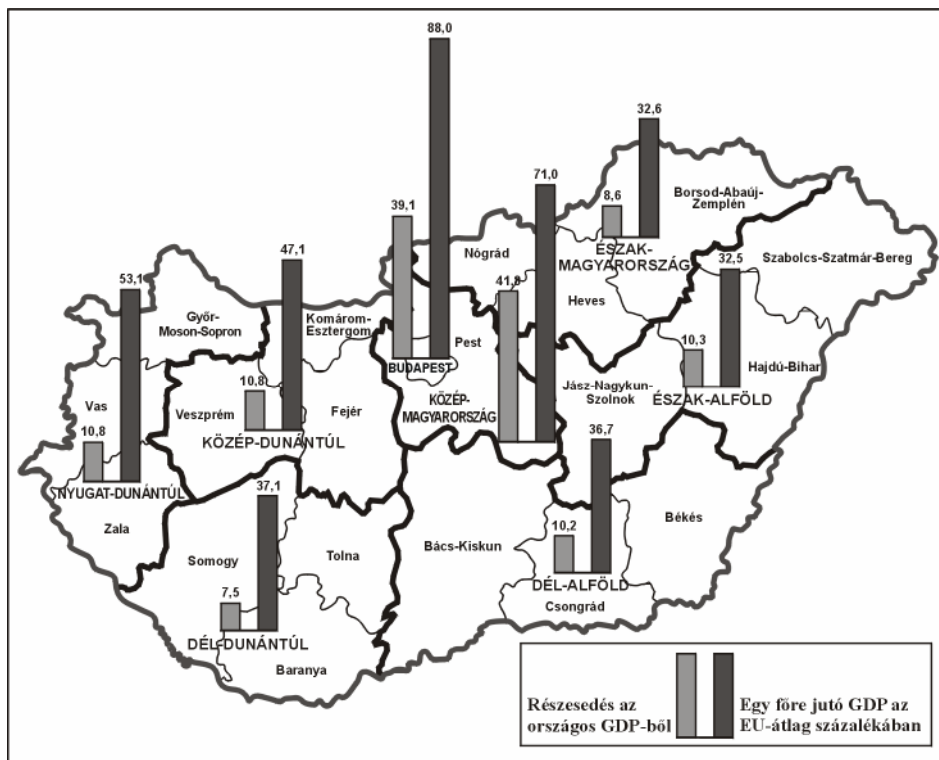 88,0
32,6
71,0
39,1
8,6
Borsod-Abaúj-
Zemplén
Nógrád
ÉSZAK-
MAGYARORSZÁG
Szabolcs-Szatmár-Bereg
47,1
53,1
41,8
32,5
Heves
Győr-
Moson-Sopron
Komárom-
Esztergom
Pest
10,3
BUDAPEST
Hajdú-Bihar
Jász-Nagykun-
Szolnok
ÉSZAK-ALFÖLD
Vas
Veszprém
10,8
Fejér
KÖZÉP-
MAGYARORSZÁG
10,8
KÖZÉP-DUNÁNTÚL
36,7
NYUGAT-DUNÁNTÚL
37,1
Zala
Békés
Somogy
Tolna
Bács-Kiskun
10,2
DÉL-ALFÖLD
7,5
Csongrád
DÉL-DUNÁNTÚL
Baranya
Részesedés az
országos GDP-ből
Egy főre jutó GDP az
EU-átlag százalékában